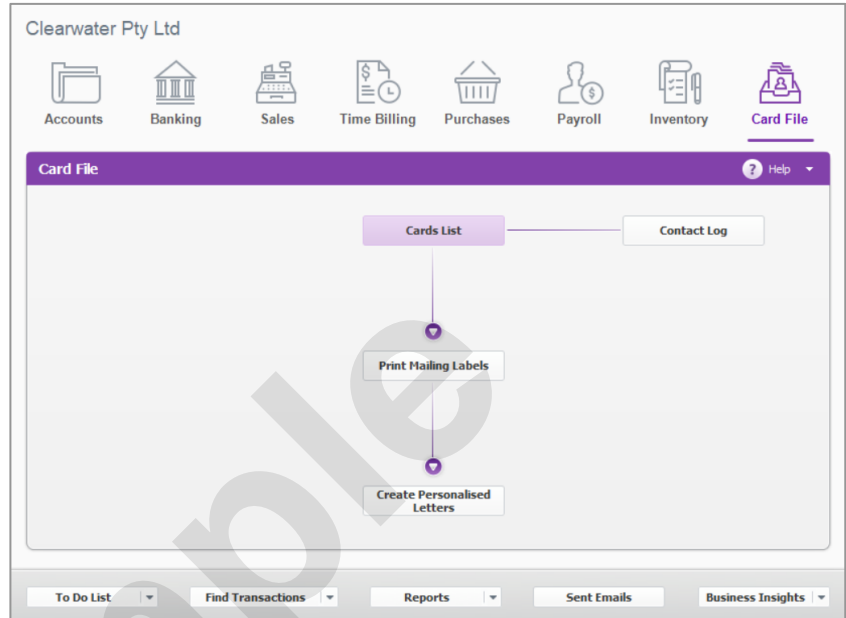 Clearwater Pty Ltd
Accounts Banking Sales Time Billing Purchases Payroll Inventory Card File
Card File ? Help
Cards List Contact Log
Print Mailing Labels
Create Personalised
Letters
To Do List Find Transactions Reports Sent Emails Business Insights